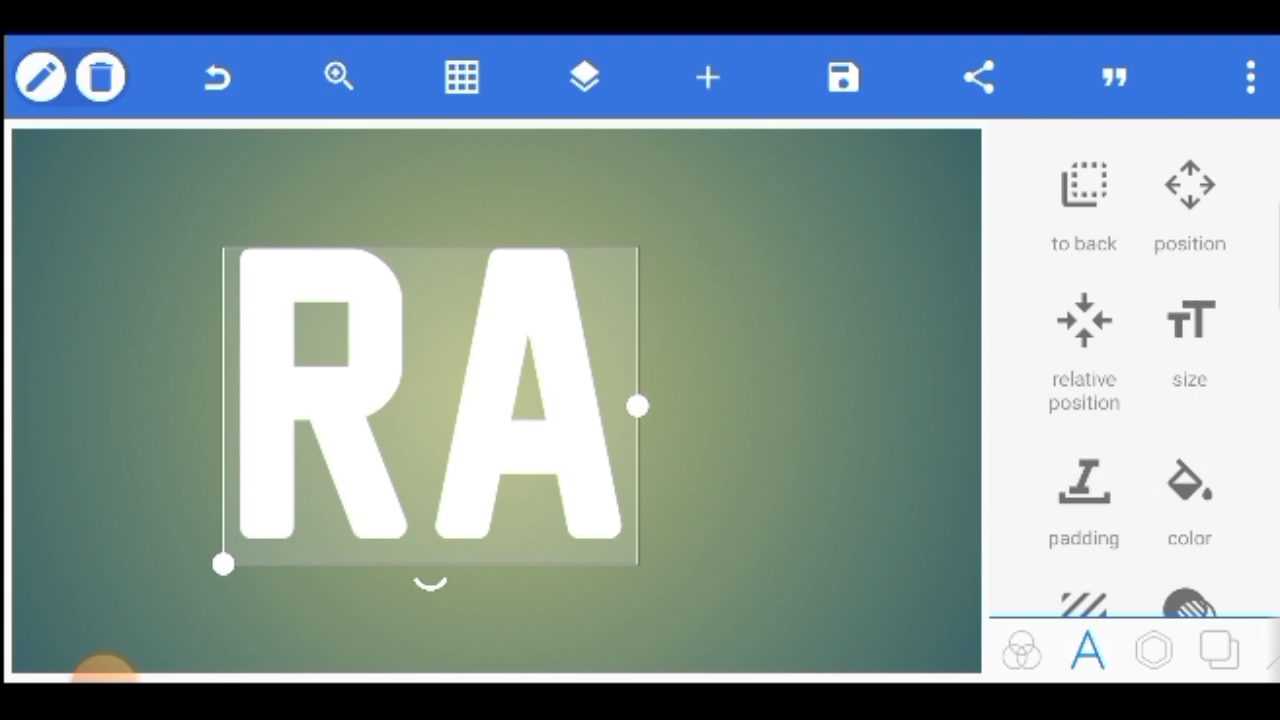 RA
to back
position
relative
position
size
padding
color